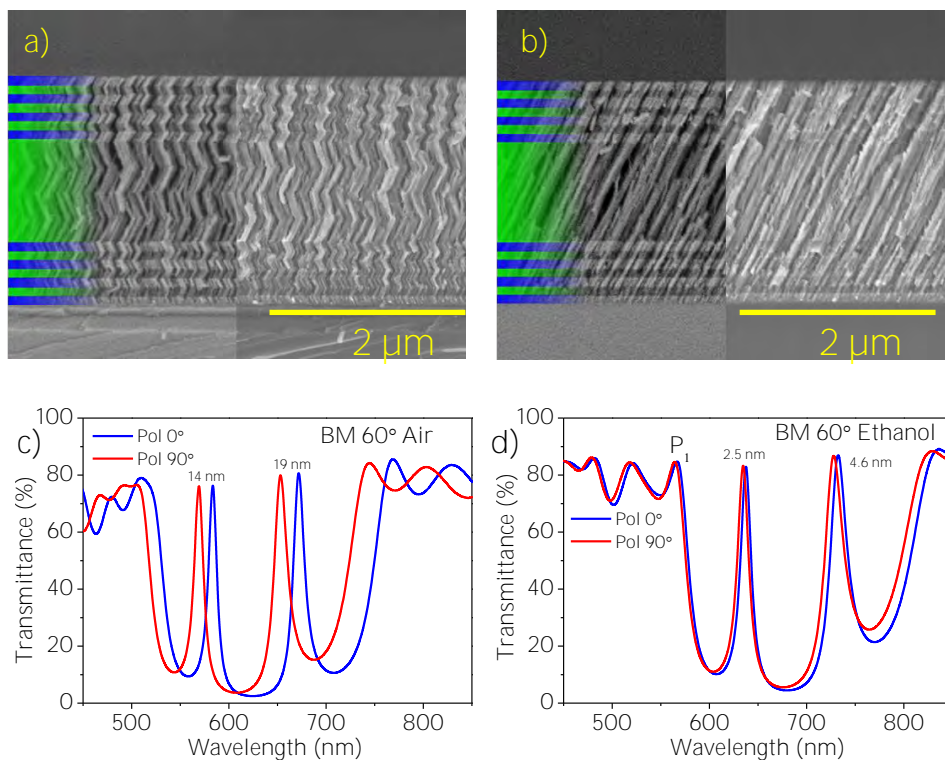 a)
2 µm
b)
2 µm
c)
Pol 0°
Pol 90°
BM 60° Air
14 nm
19 nm
100
80
60
40
20
0
Transmittance (%)
500
600
700
800
Wavelength (nm)
d)
P1
BM 60° Ethanol
2.5 nm
4.6 nm
Pol 0°
Pol 90°
100
80
60
40
20
0
Transmittance (%)
500
600
700
800
Wavelength (nm)